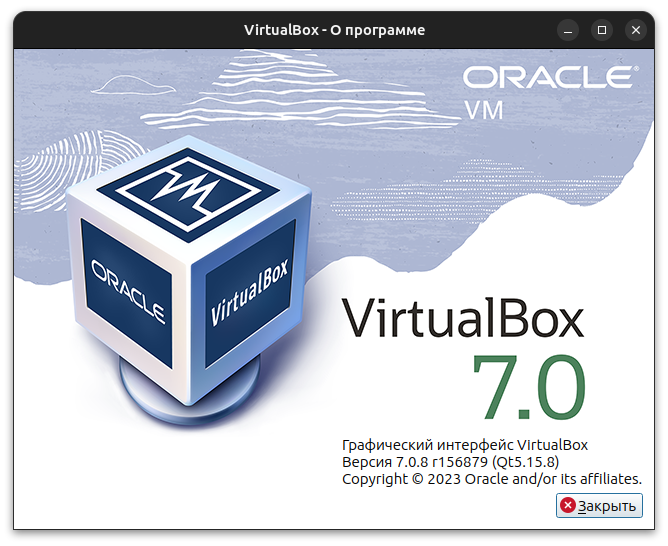 VirtualBox - О программе
ORACLE®
VM
VM
ORACLE
VirtualBox
VirtualBox
7.0
Графический интерфейс VirtualBox
Версия 7.0.8 r156879 (Qt5.15.8)
Copyright © 2023 Oracle and/or its affiliates.
Закрыть